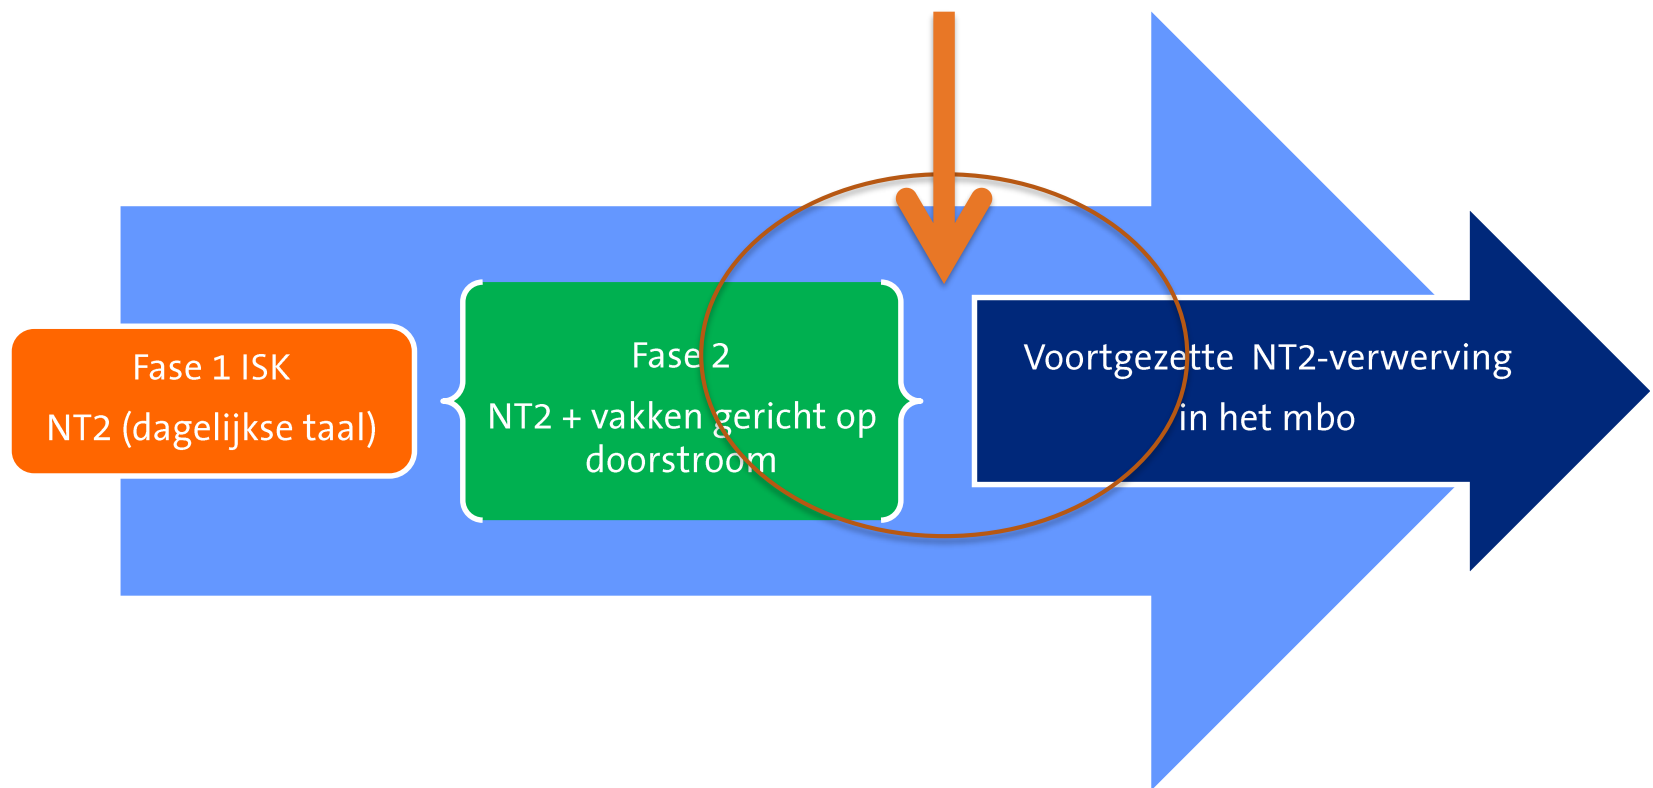 Fase 1 ISK
NT2 (dagelijkse taal)
Fase 2
NT2 + vakken gericht op
doorstroom
Voortgezette  NT2-verwerving
in het mbo